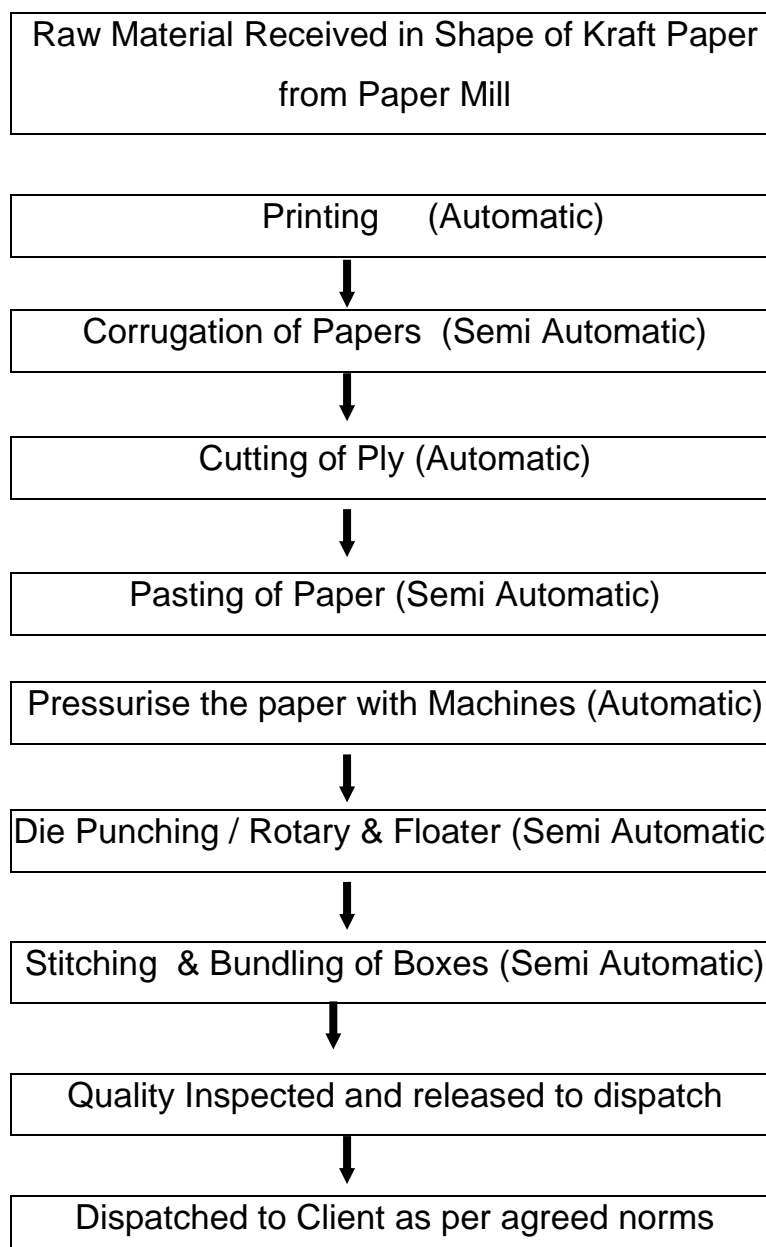 Raw Material Received in Shape of Kraft Paper
from Paper Mill
Printing (Automatic)
Corrugation of Papers (Semi Automatic)
Cutting of Ply (Automatic)
Pasting of Paper (Semi Automatic)
Pressurise the paper with Machines (Automatic)
Die Punching / Rotary & Floater (Semi Automatic
Stitching & Bundling of Boxes (Semi Automatic)
Quality Inspected and released to dispatch
Dispatched to Client as per agreed norms